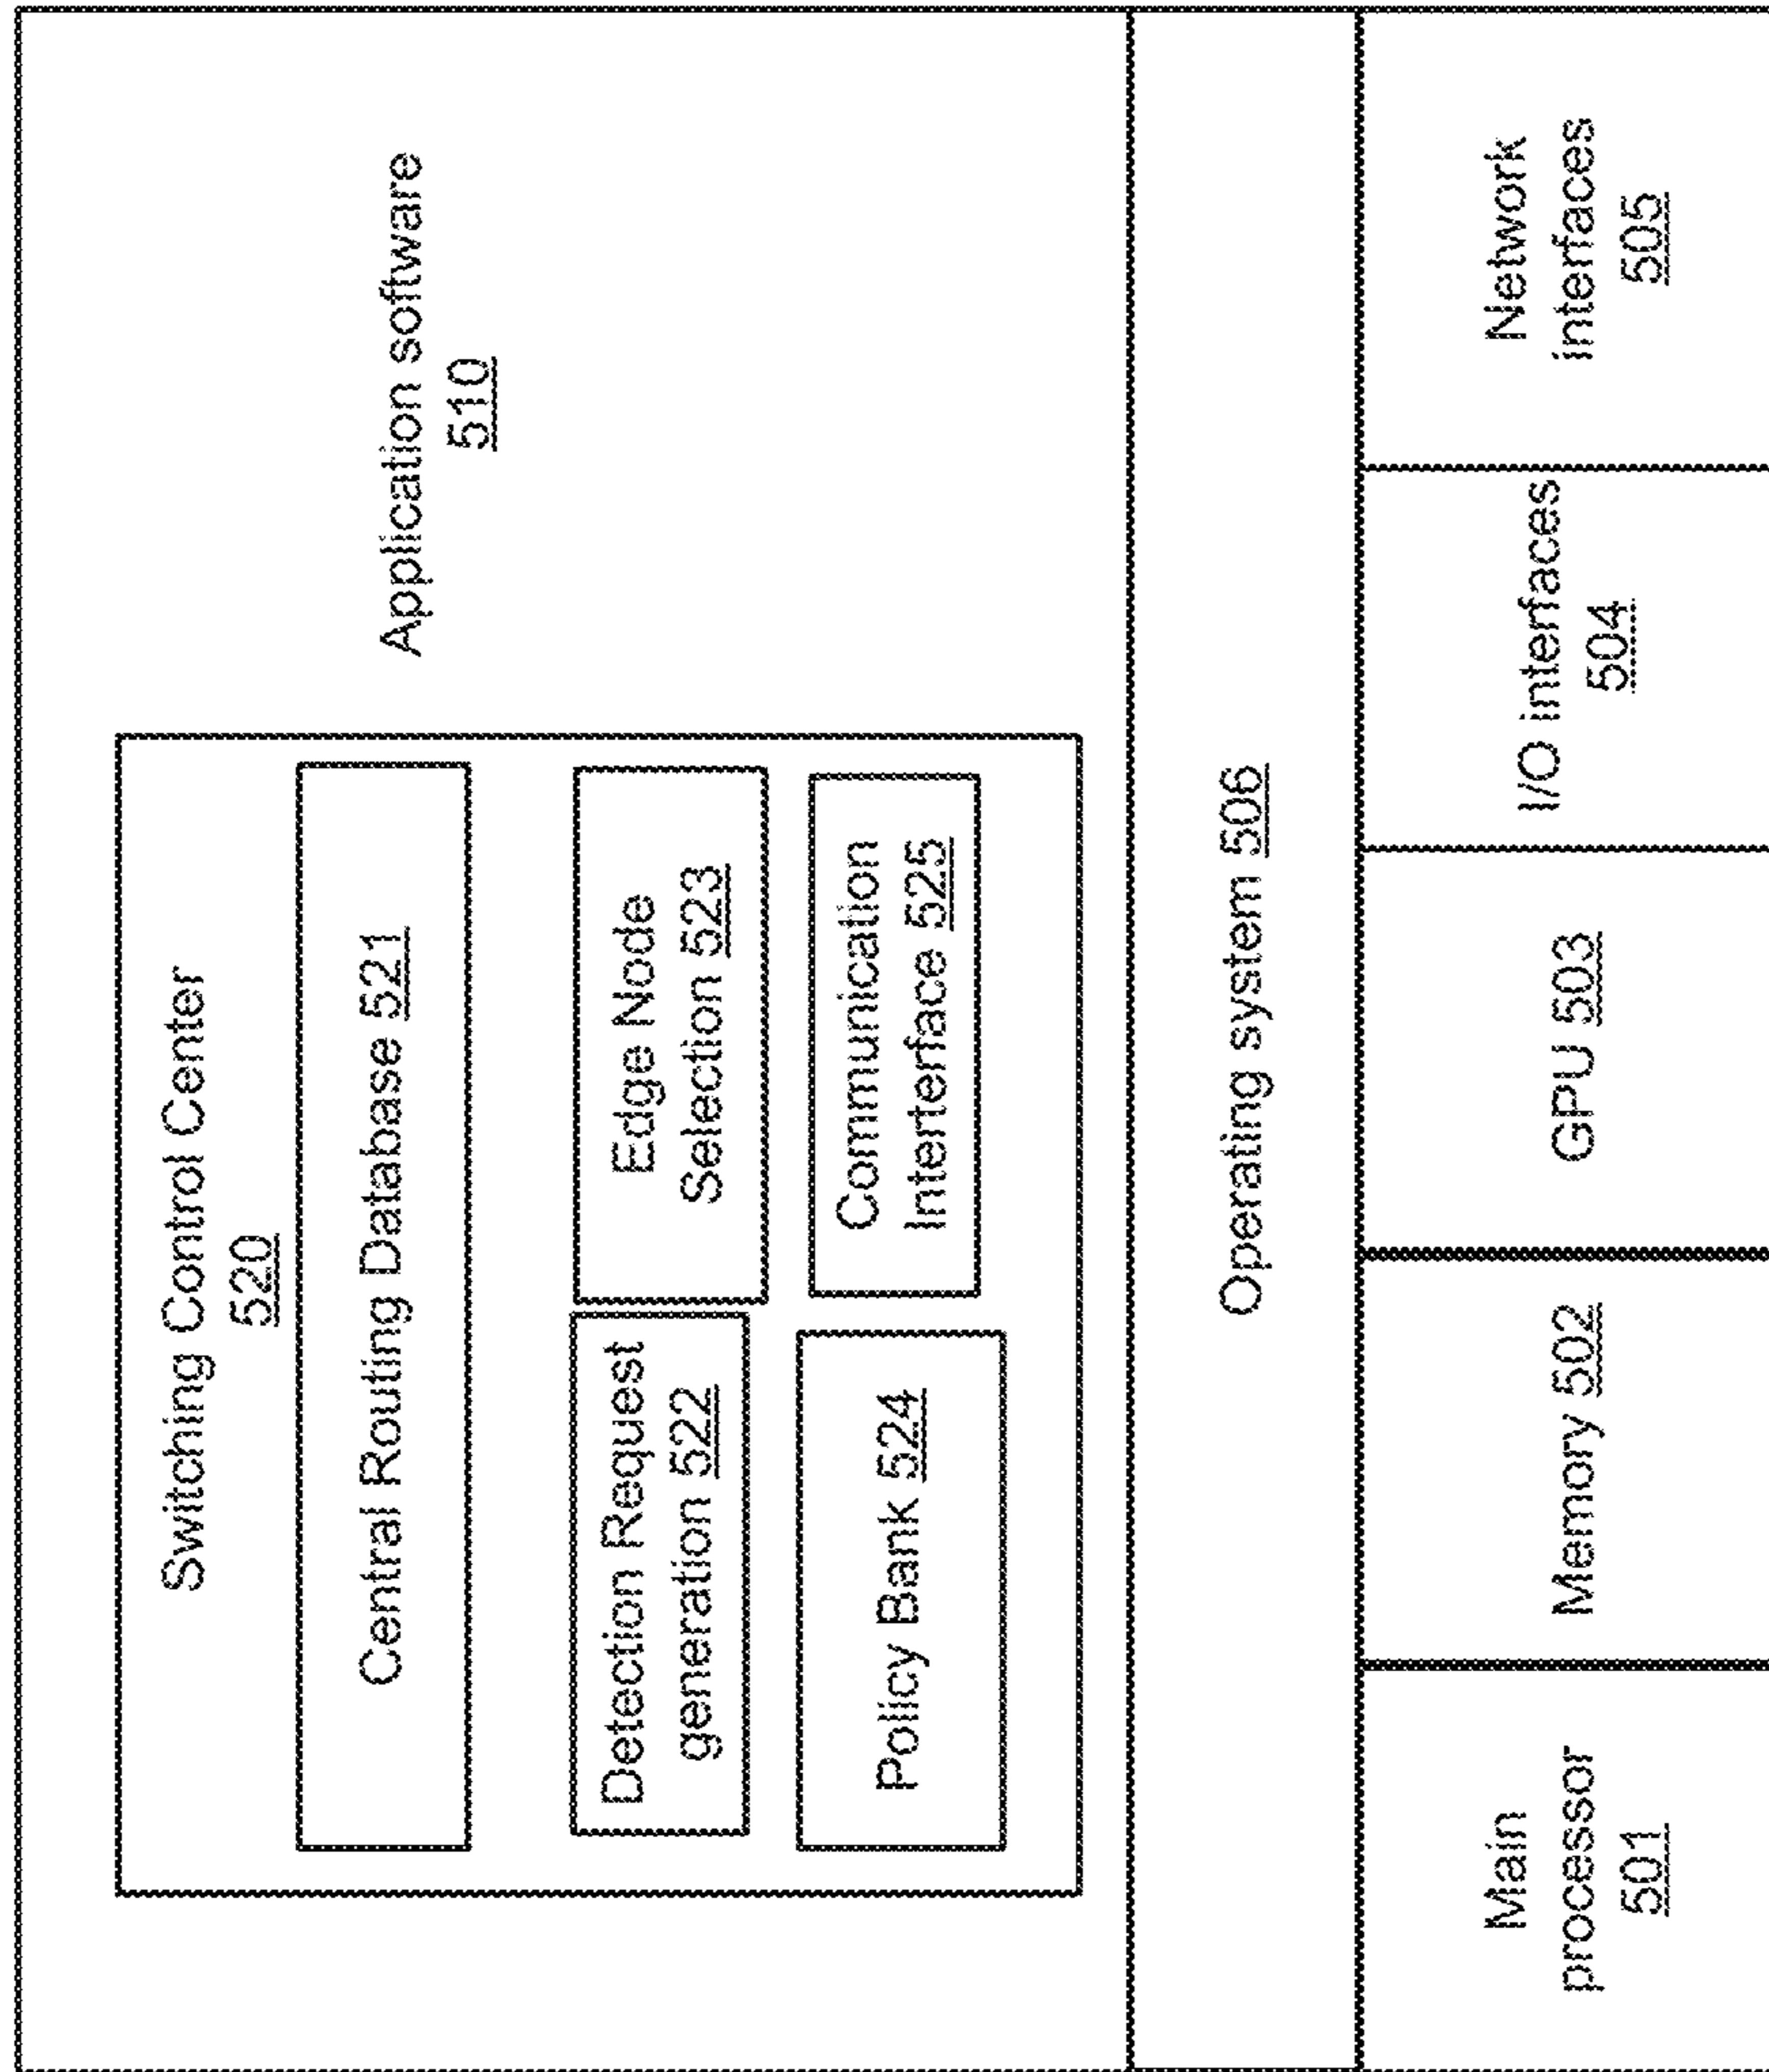 Application software
510
Switching Control Center
520
Central Routing Database 521
Detection Request
generation 522
Edge Node
Selection 523
Policy Bank 524
Communication
Interterface 525
Operating system 506
Main
processor
501
Memory 502
GPU 503
I/O interfaces
504
Network
interfaces
505